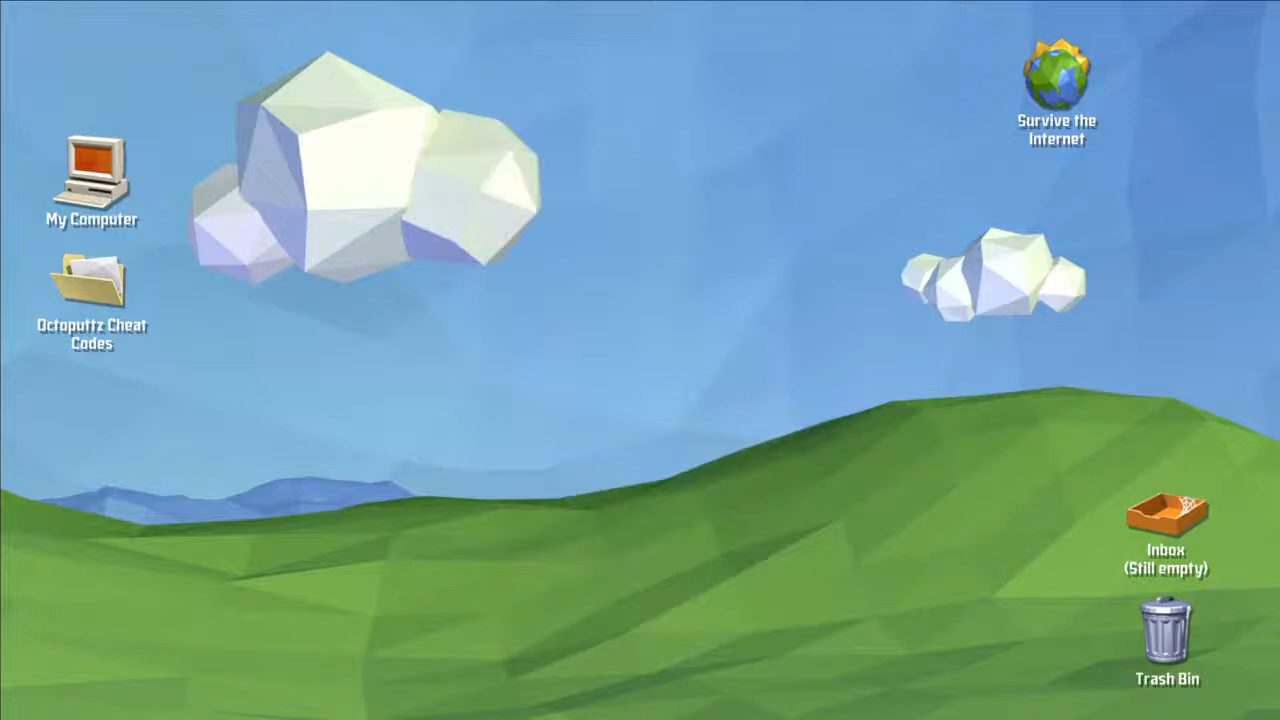 Survive the
Internet
My Computer
Octoputtz Cheat
Codes
Inbox
(Still empty)
Trash Bin